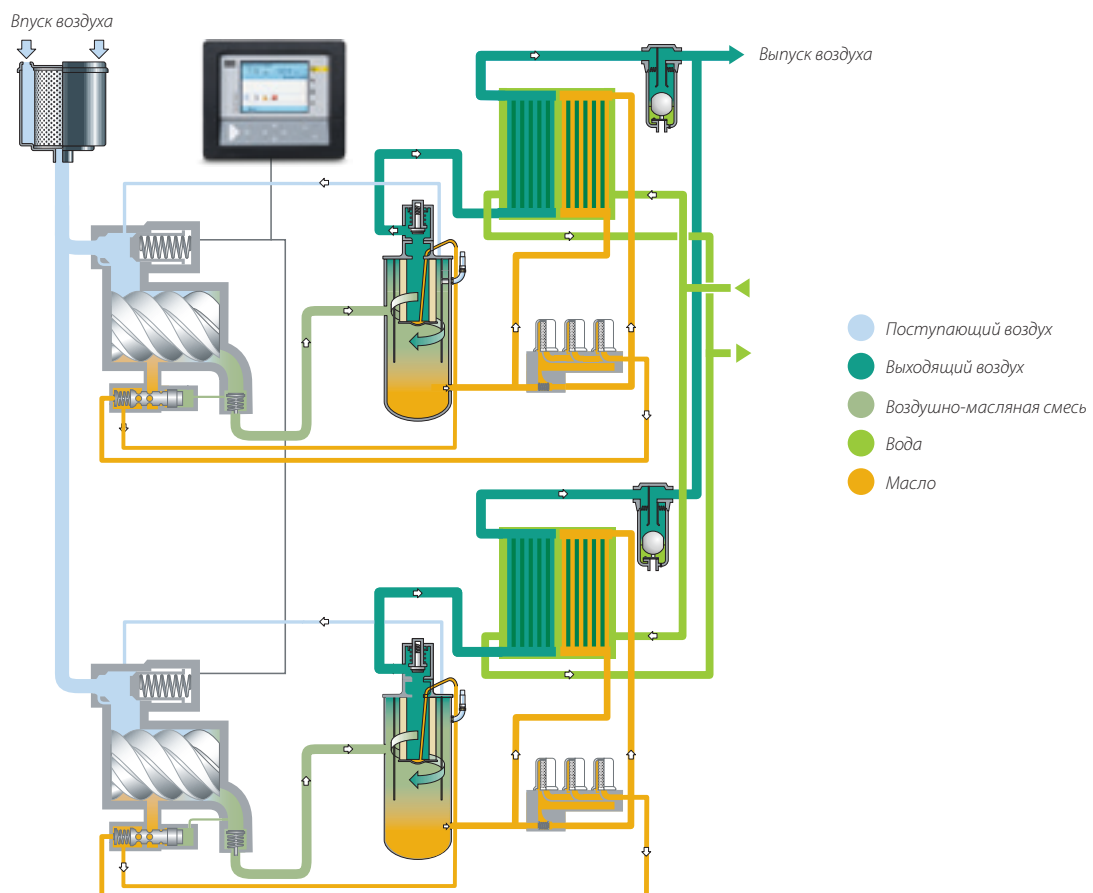 Впуск воздуха
Выпуск воздуха
Поступающий воздух
Выходящий воздух
Воздушно-масляная смесь
Вода
Масло